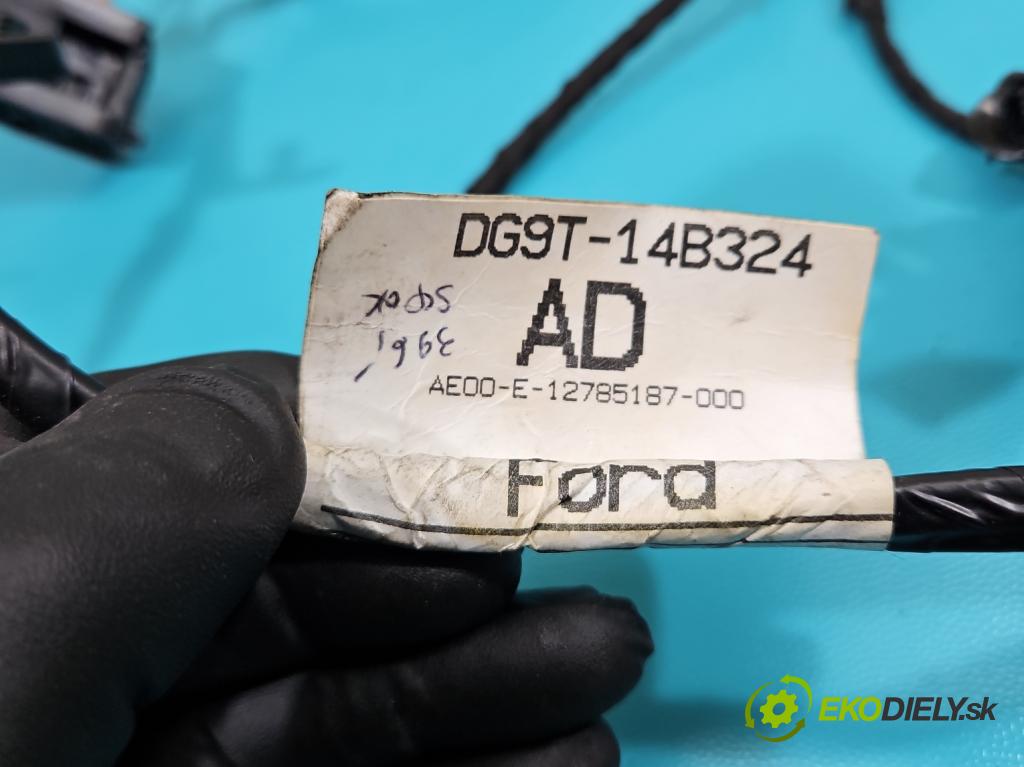 DG9T-14B324
AD
AE00-E-12785187-000
Ford
EKODIELY.sk